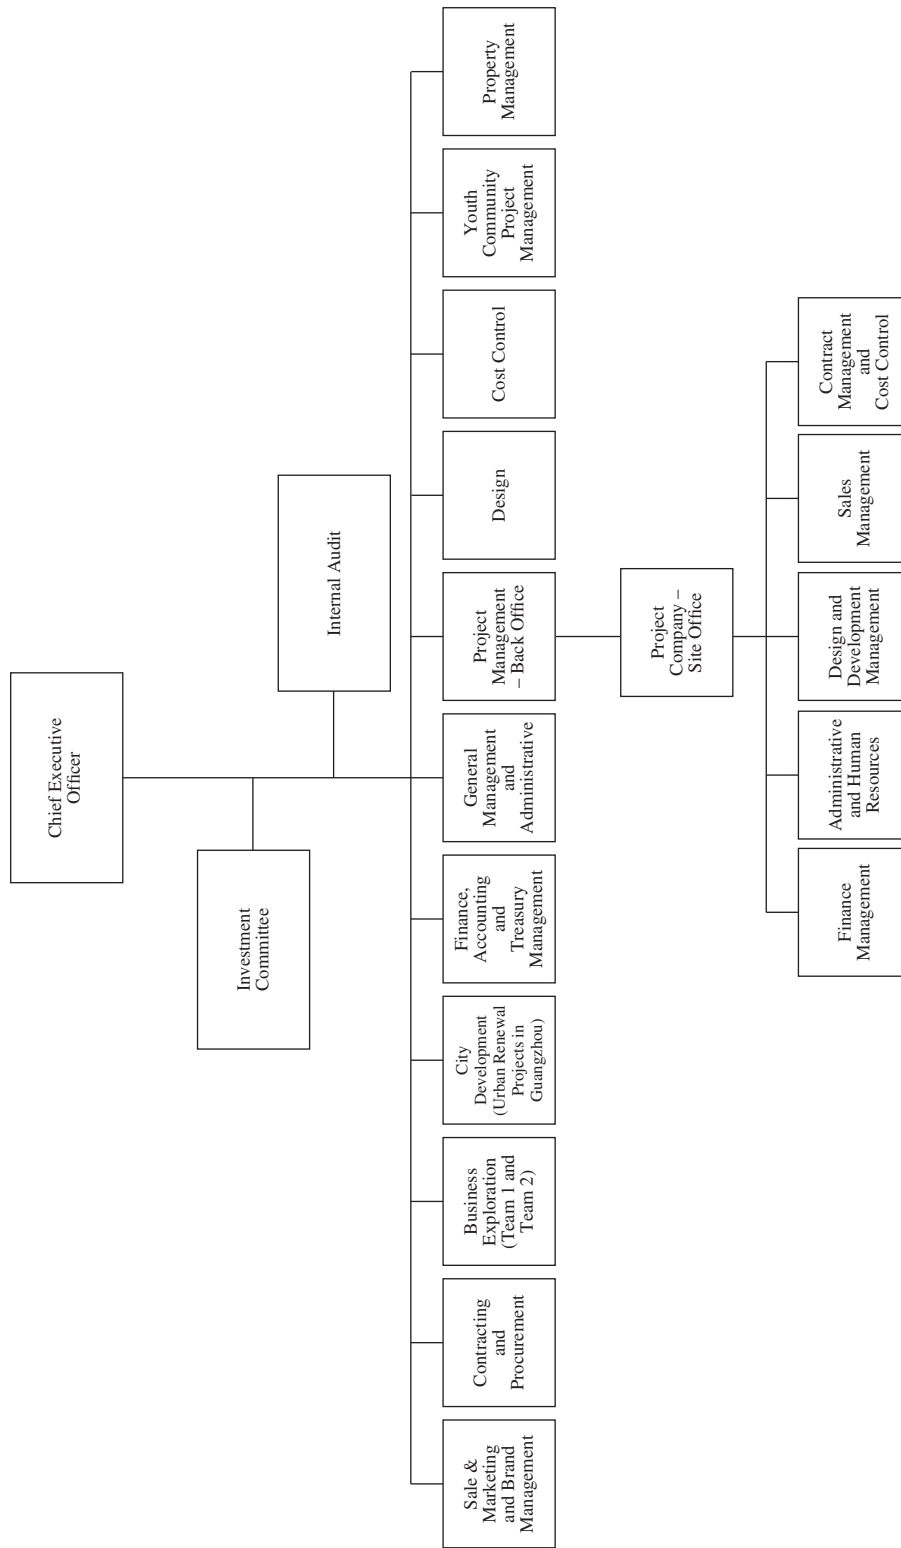 Chief Executive
Officer
Investment
Committee
Internal Audit
Sale &
Marketing
and Brand
Management
Contracting
and
Procurement
Business
Exploration
(Team 1 and
Team 2)
City
Development
(Urban Renewal
Projects in
Guangzhou)
Finance,
Accounting
and
Treasury
Management
General
Management
and
Administrative
Project
Management
– Back Office
Design
Cost Control
Youth
Community
Project
Management
Property
Management
Project
Company –
Site Office
Finance
Management
Administrative
and Human
Resources
Design and
Development
Management
Sales
Management
Contract
Management
and
Cost Control